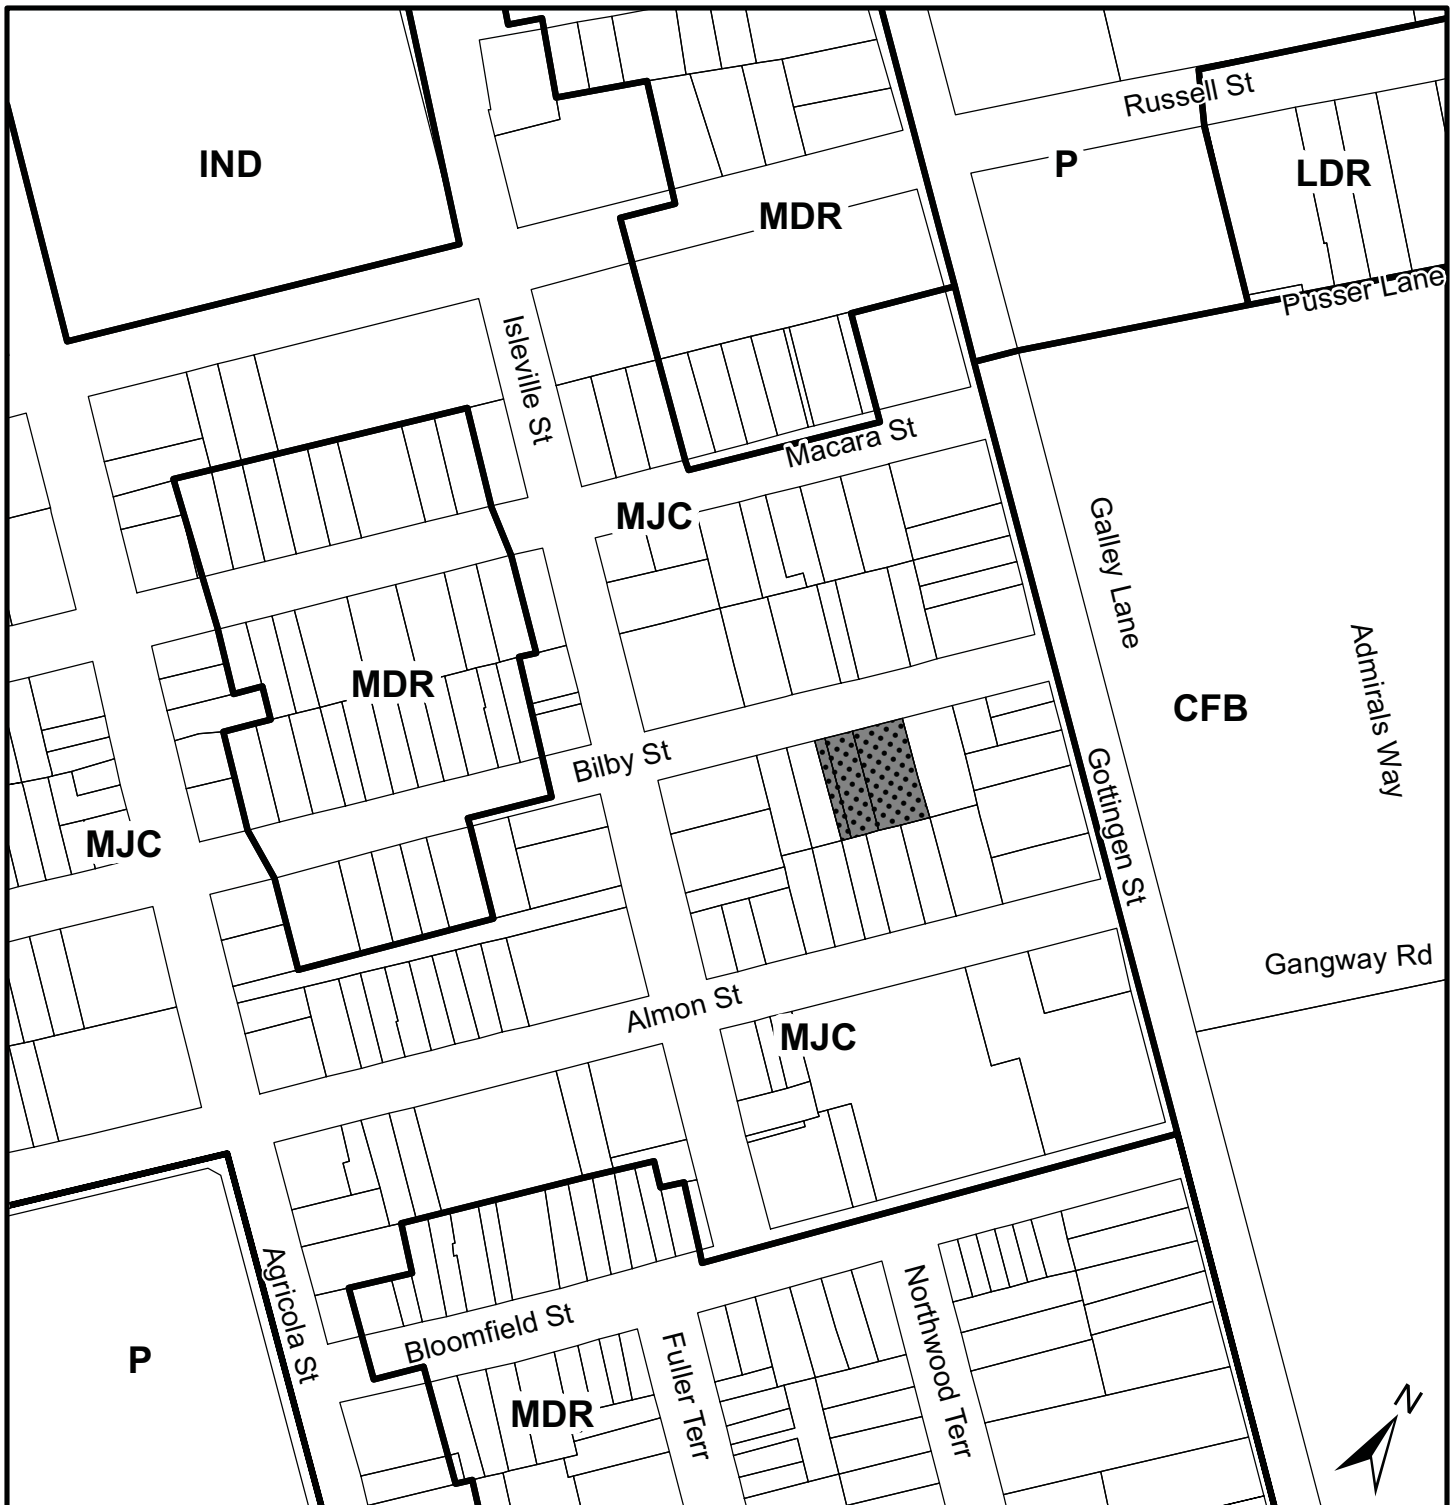 Russell St
IND
P
LDR
MDR
Pusser Lane
Isleville St
Macara St
MJC
Galley Lane
Admirals Way
MDR
CFB
Bilby St
MJC
Gottingen St
Gangway Rd
Almon St
MJC
Agricola St
Bloomfield St
Northwood Terr
Fuller Terr
P
MDR
N